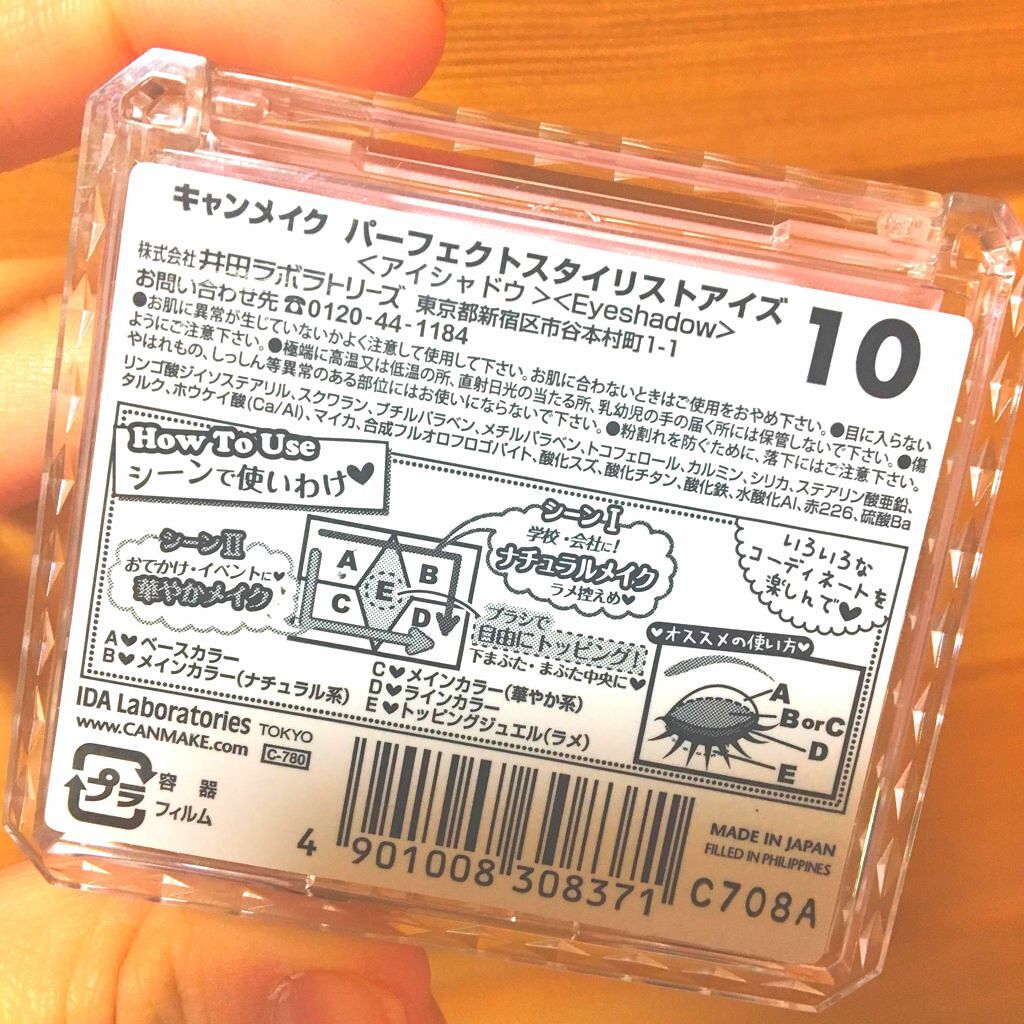 キャンメイク パーフェクトスタイリストアイズ
<アイシャドウ><Eyeshadow>
10
株式会社 井田ラボラトリーズ 東京都新宿区市谷本村町1-1
お問い合わせ先 ☎0120-44-1184
●お肌に異常が生じていないかよく注意して使用して下さい。お肌に合わないときはご使用をおやめ下さい。●目に入らない
ようにご注意下さい。●極端に高温又は低温の所、直射日光の当たる所、乳幼児の手の届く所には保管しないで下さい。●傷
やはれもの、しっしん等異常のある部位にはお使いにならないで下さい。●粉割れを防ぐために、落下にはご注意下さい。
リンゴ酸ジイソステアリル、スクワラン、ブチルパラベン、メチルパラベン、トコフェロール、カルミン、シリカ、ステアリン酸亜鉛、
タルク、ホウケイ酸(Ca/Al)、マイカ、合成フルオロフロゴパイト、酸化スズ、酸化チタン、酸化鉄、水酸化Al、赤226、硫酸Ba
How To Use
シーンで使いわけ♥
シーンⅠ
学校・会社に!
ナチュラルメイク
ラメ控えめ♥
いろいろな
コーディネートを
楽しんで♥
シーンⅡ
おでかけ・イベントに♥
華やかメイク
A
B
C
D
E
ブラシで
自由にトッピング!
下まぶた・まぶた中央に♥
♥オススメの使い方♥
A
B or C
D
E
A♥ベースカラー
B♥メインカラー(ナチュラル系)
C♥メインカラー(華やか系)
D♥ラインカラー
E♥トッピングジュエル(ラメ)
IDA Laboratories TOKYO
www.CANMAKE.com C-780
プラ
容 器
フィルム
4 901008 308371
MADE IN JAPAN
FILLED IN PHILIPPINES
C708A